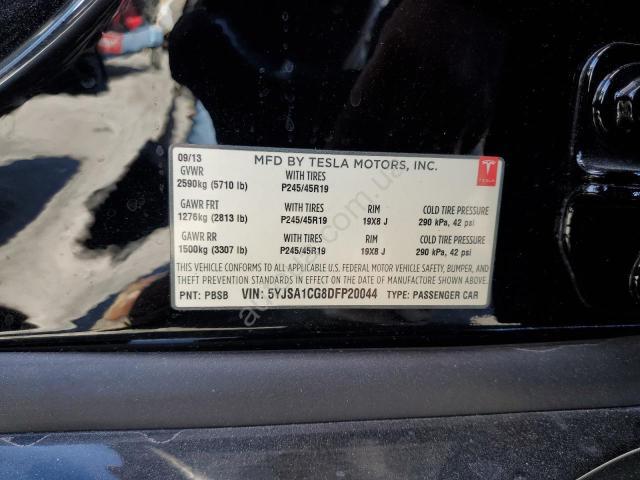 09/13 MFD BY TESLA MOTORS, INC.
GVWR WITH TIRES
2590kg (5710 lb) P245/45R19
TESLA
GAWR FRT WITH TIRES RIM COLD TIRE PRESSURE
1276kg (2813 lb) P245/45R19 19X8 J 290 kPa, 42 psi
GAWR RR WITH TIRES RIM COLD TIRE PRESSURE
1500kg (3307 lb) P245/45R19 19X8 J 290 kPa, 42 psi
THIS VEHICLE CONFORMS TO ALL APPLICABLE U.S. FEDERAL MOTOR VEHICLE SAFETY, BUMPER, AND
THEFT PREVENTION STANDARDS IN EFFECT ON THE DATE OF MANUFACTURE SHOWN ABOVE.
PNT: PBSB VIN: 5YJSA1CG8DFP20044 TYPE: PASSENGER CAR